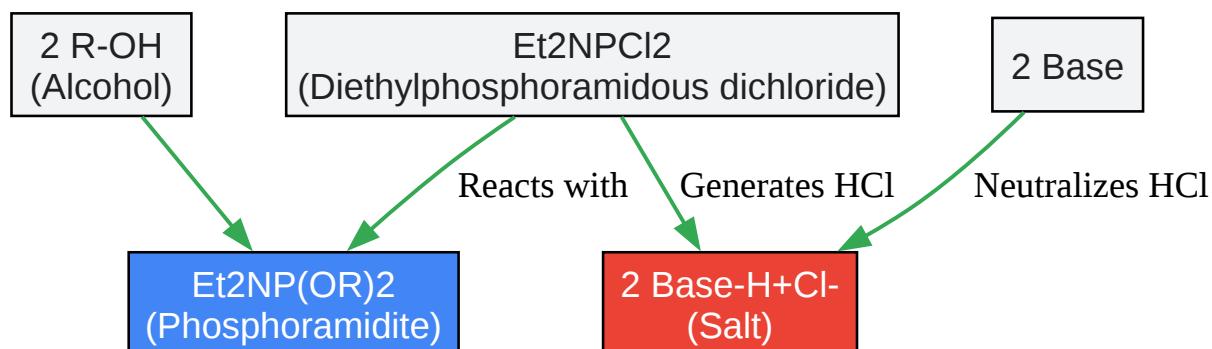 2 R-OH
(Alcohol)
Et2NPCl2
(Diethylphosphoramidous dichloride)
2 Base
Reacts with
Generates HCl
Neutralizes HCl
Et2NP(OR)2
(Phosphoramidite)
2 Base-H+Cl-
(Salt)